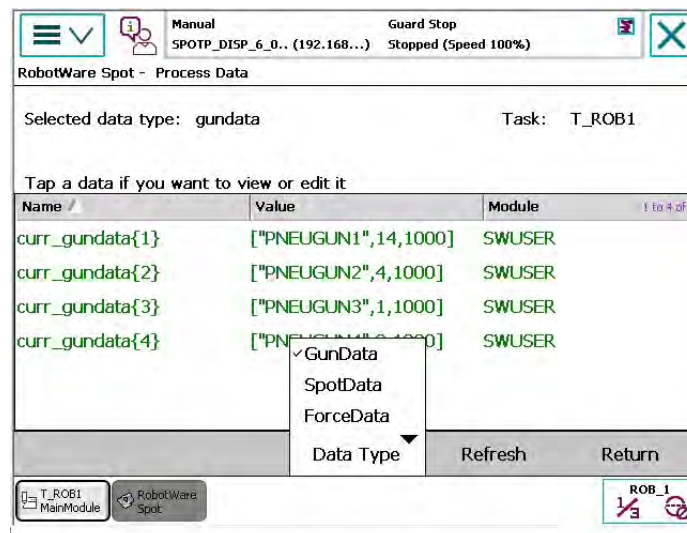 Manual Guard Stop
SPOTP_DISP_6_0.. (192.168...) Stopped (Speed 100%)
RobotWare Spot - Process Data
Selected data type: gundata Task: T_ROB1
Tap a data if you want to view or edit it
Name / Value Module 1 to 4 of
curr_gundata{1} ["PNEUGUN1",14,1000] SWUSER
curr_gundata{2} ["PNEUGUN2",4,1000] SWUSER
curr_gundata{3} ["PNEUGUN3",1,1000] SWUSER
curr_gundata{4} SWUSER
GunData
SpotData
ForceData
Data Type Refresh Return
T_ROB1
MainModule
RobotWare
Spot
ROB_1
1/3